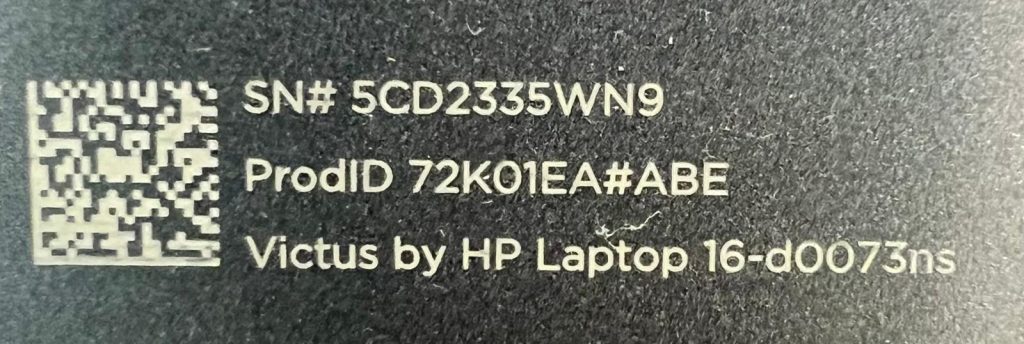 SN# 5CD2335WN9
ProdID 72K01EA#ABE
Victus by HP Laptop 16-d0073ns